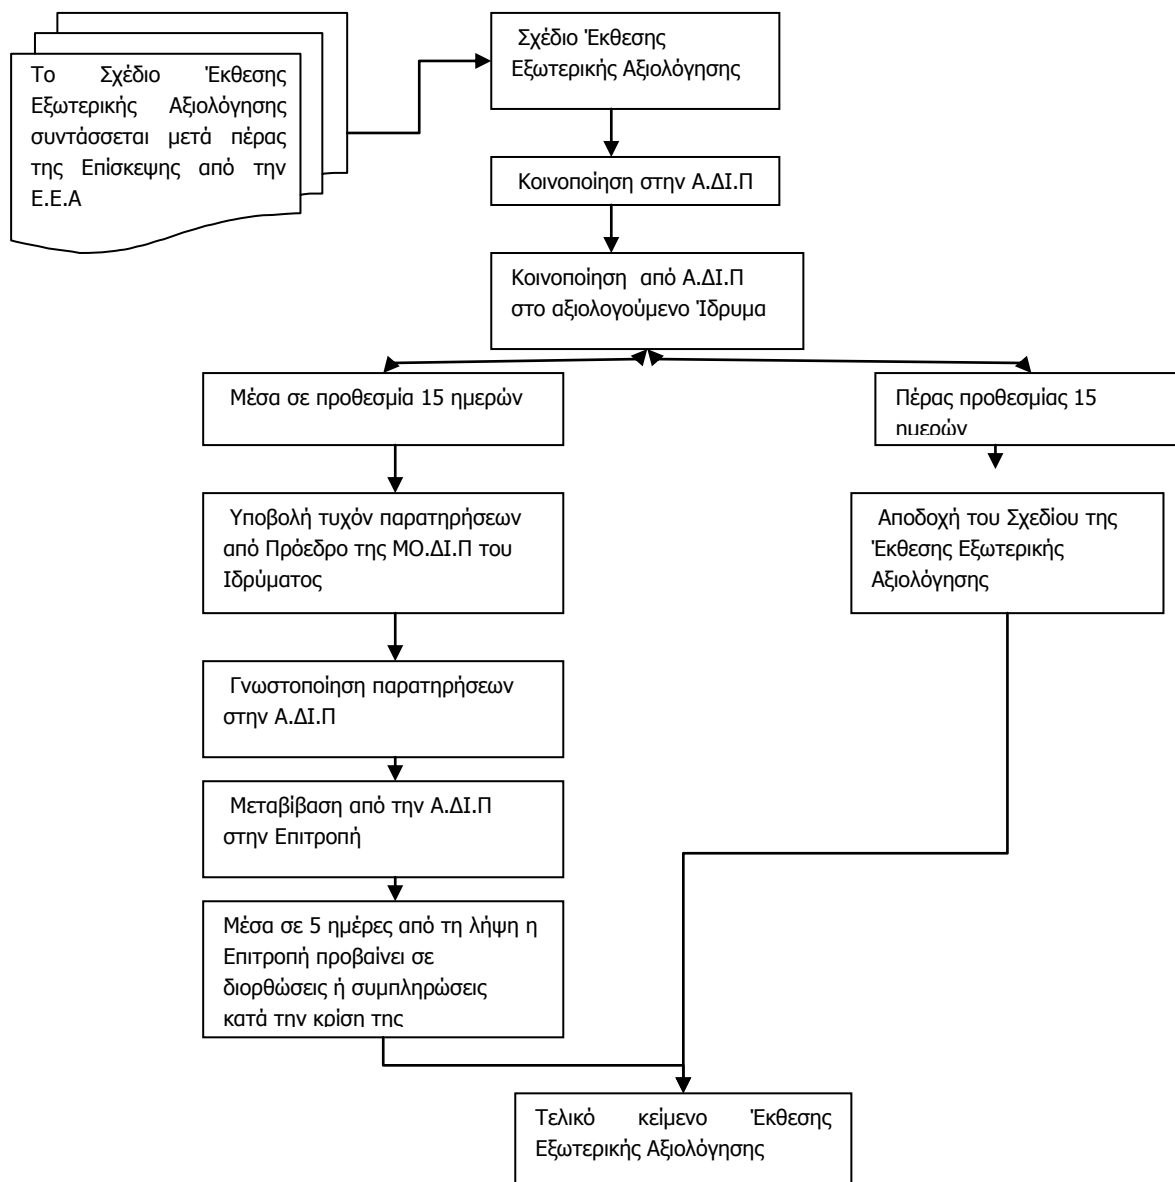 Το Σχέδιο Έκθεσης
Εξωτερικής Αξιολόγησης
συντάσσεται μετά πέρας
της Επίσκεψης από την
Ε.Ε.Α
Σχέδιο Έκθεσης
Εξωτερικής Αξιολόγησης
Κοινοποίηση στην Α.ΔΙ.Π
Κοινοποίηση από Α.ΔΙ.Π
στο αξιολογούμενο Ίδρυμα
Μέσα σε προθεσμία 15 ημερών
Υποβολή τυχόν παρατηρήσεων
από Πρόεδρο της ΜΟ.ΔΙ.Π του
Ιδρύματος
Γνωστοποίηση παρατηρήσεων
στην Α.ΔΙ.Π
Μεταβίβαση από την Α.ΔΙ.Π
στην Επιτροπή
Μέσα σε 5 ημέρες από τη λήψη η
Επιτροπή προβαίνει σε
διορθώσεις ή συμπληρώσεις
κατά την κρίση της
Πέρας προθεσμίας 15
ημερών
Αποδοχή του Σχεδίου της
Έκθεσης Εξωτερικής
Αξιολόγησης
Τελικό κείμενο Έκθεσης
Εξωτερικής Αξιολόγησης